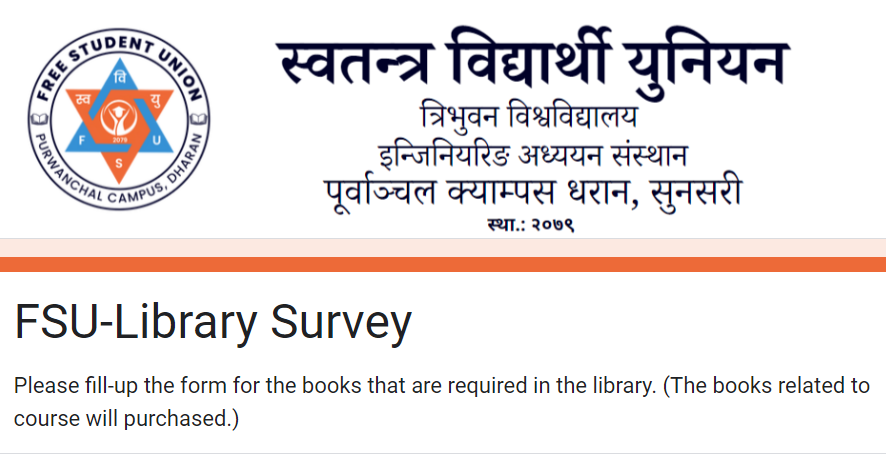 FREE STUDENT UNION
वि
स्व
यु
2079
F
U
S
PURWANCHAL CAMPUS, DHARAN
स्वतन्त्र विद्यार्थी युनियन
त्रिभुवन विश्वविद्यालय
इन्जिनियरिङ अध्ययन संस्थान
पूर्वाञ्चल क्याम्पस धरान, सुनसरी
स्था.: २०७९
FSU-Library Survey
Please fill-up the form for the books that are required in the library. (The books related to
course will purchased.)